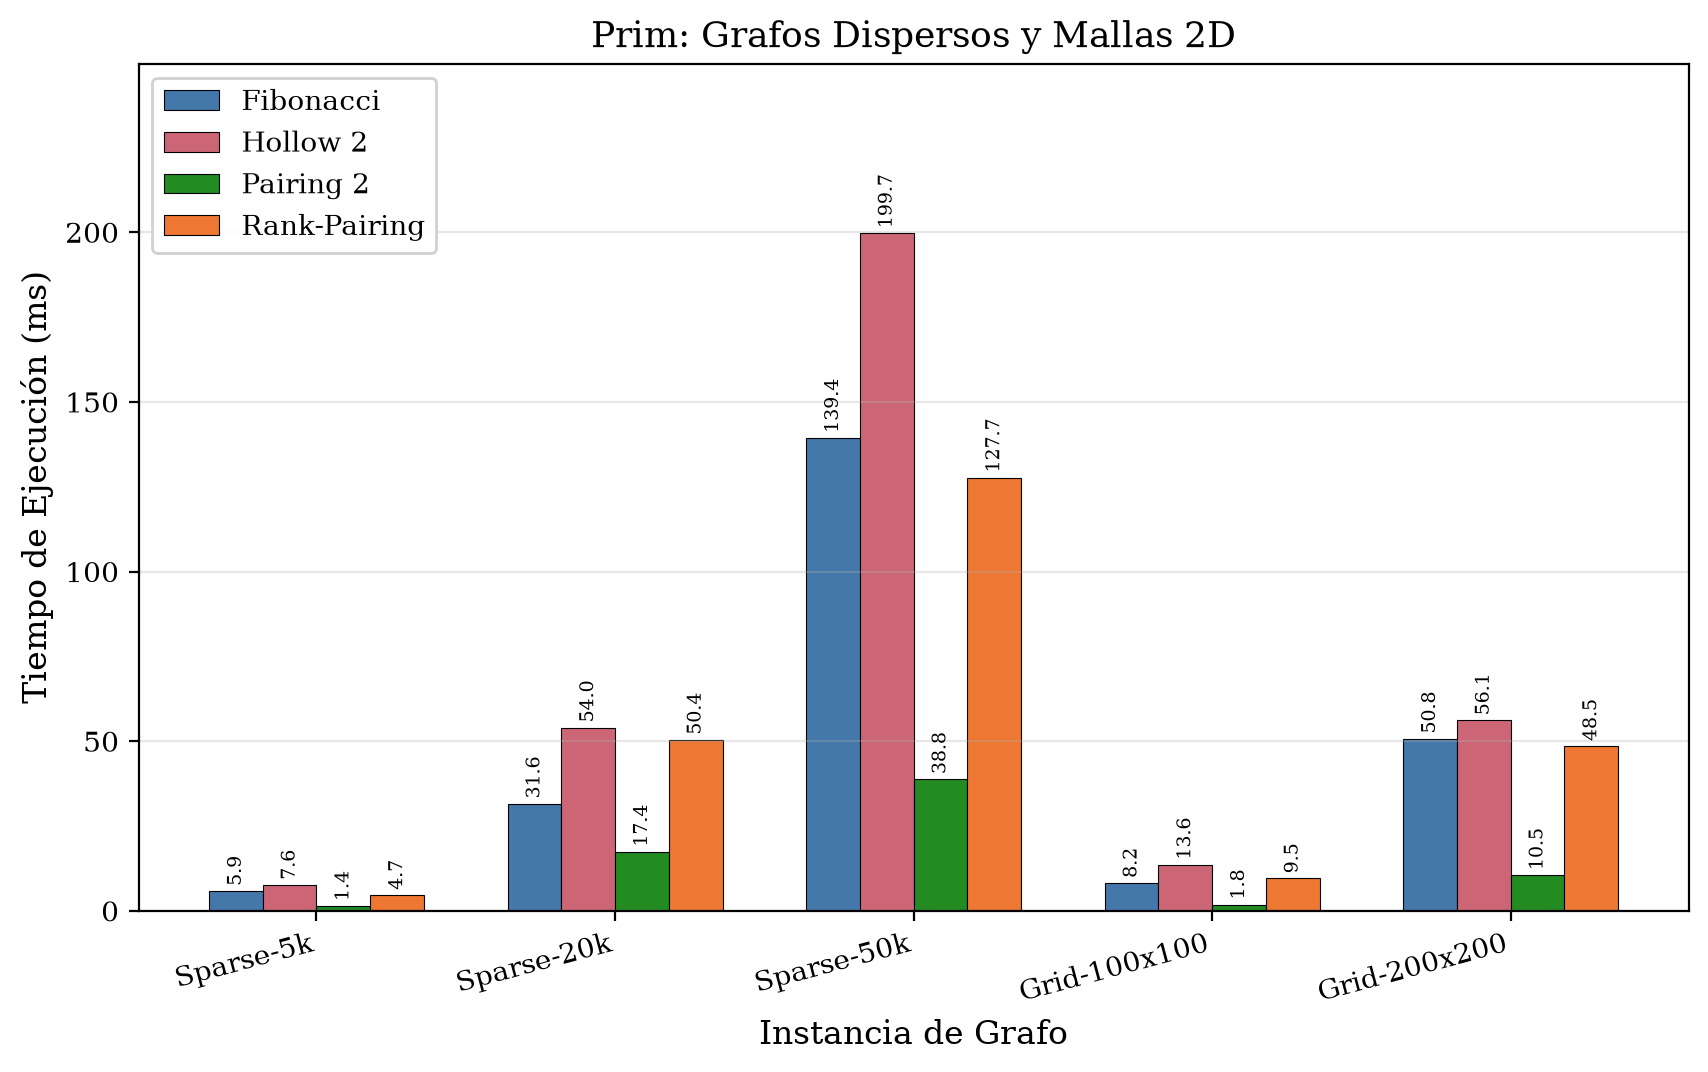 Prim: Grafos Dispersos y Mallas 2D
Fibonacci
Hollow 2
Pairing 2
Rank-Pairing
Tiempo de Ejecución (ms)
200
150
100
50
0
5.9
7.6
1.4
4.7
31.6
54.0
17.4
50.4
139.4
199.7
38.8
127.7
8.2
13.6
1.8
9.5
50.8
56.1
10.5
48.5
Sparse-5k
Sparse-20k
Sparse-50k
Grid-100x100
Grid-200x200
Instancia de Grafo